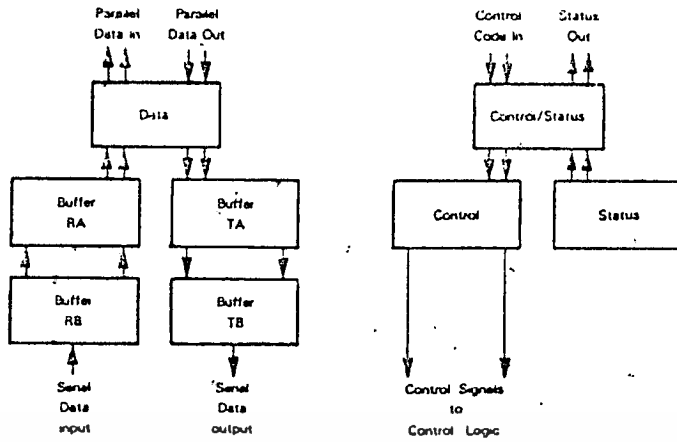 Parallel
Data In
Parallel
Data Out
Control
Code In
Status
Out
Data
Control/Status
Buffer
RA
Buffer
TA
Control
Status
Buffer
RB
Buffer
TB
Serial
Data
input
Serial
Data
output
Control Signals
to
Control Logic